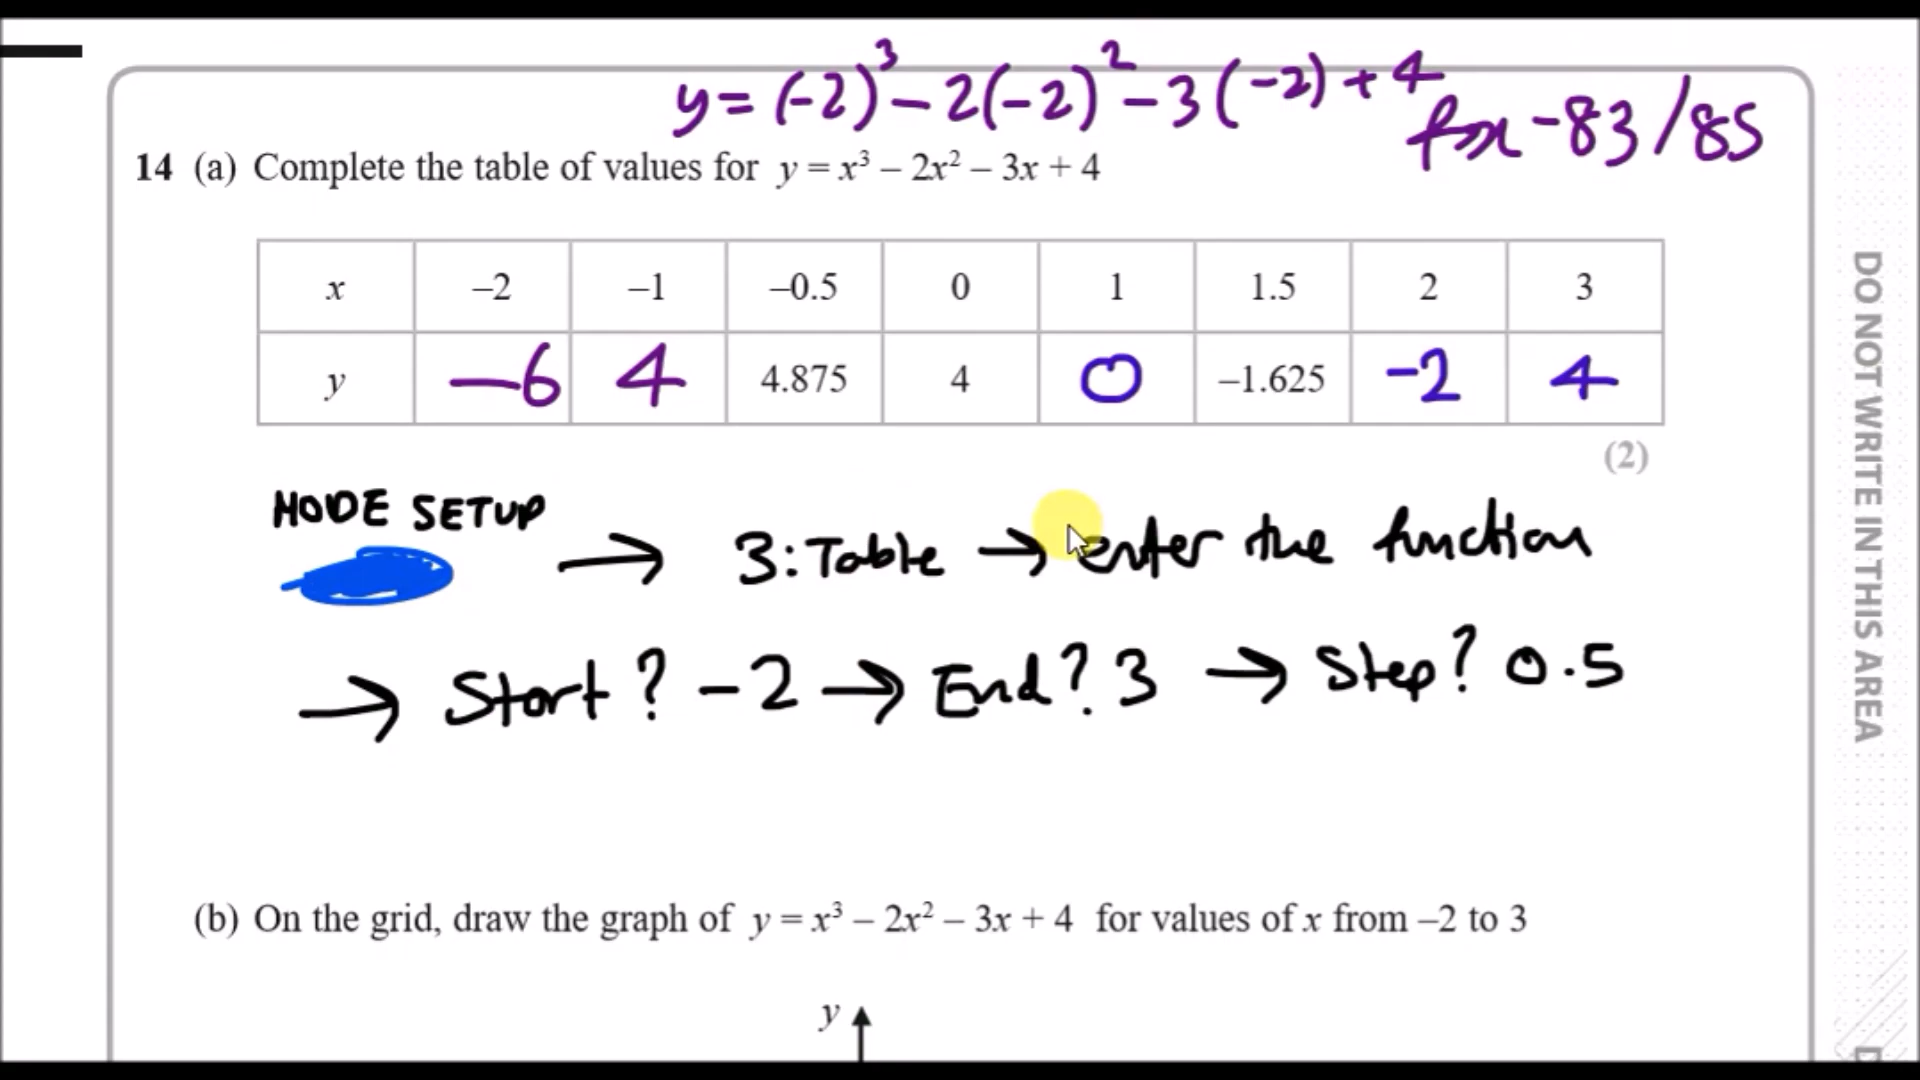 y = (-2)³ - 2(-2)² - 3(-2) + 4
fx-83/85
14 (a) Complete the table of values for y = x³ – 2x² – 3x + 4
x –2 –1 –0.5 0 1 1.5 2 3
y –6 4 4.875 4 0 –1.625 -2 4
(2)
MODE SETUP
→ 3: Table → enter the function
→ Start? -2 → End? 3 → Step? 0.5
(b) On the grid, draw the graph of y = x³ – 2x² – 3x + 4 for values of x from –2 to 3
y
DO NOT WRITE IN THIS AREA
D